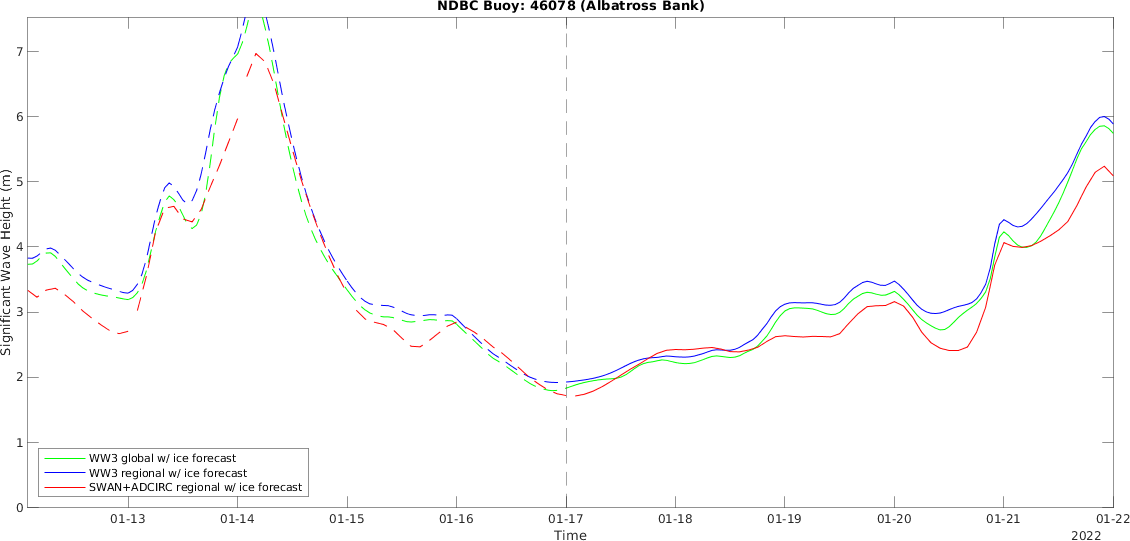 NDBC Buoy: 46078 (Albatross Bank)
Significant Wave Height (m)
7
6
5
4
3
2
1
0
WW3 global w/ ice forecast
WW3 regional w/ ice forecast
SWAN+ADCIRC regional w/ ice forecast
01-13 01-14 01-15 01-16 01-17 01-18 01-19 01-20 01-21 01-22
Time
2022